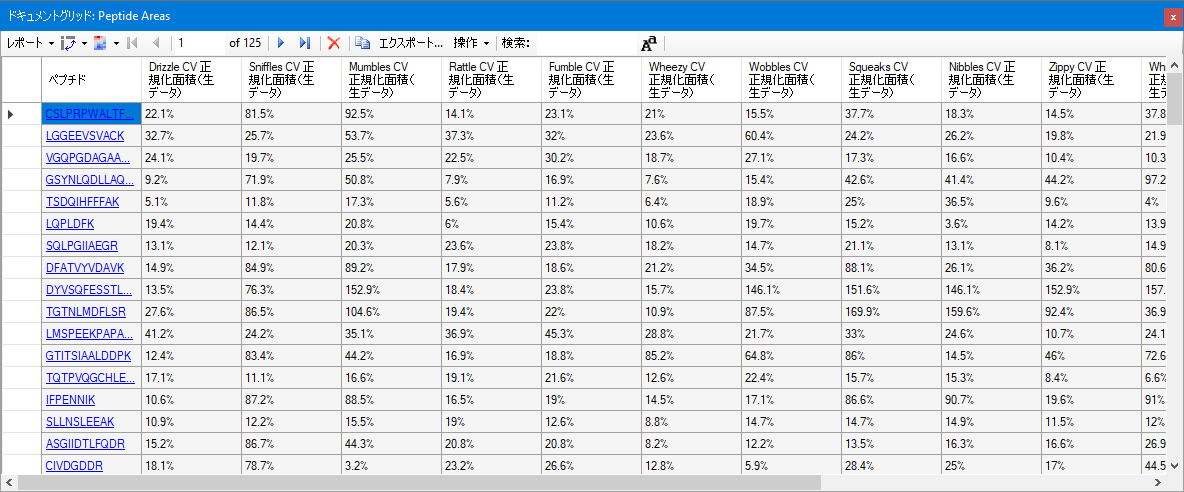 ドキュメントグリッド: Peptide Areas
レポート 1 of 125 エクスポート... 操作 検索:
ペプチド Drizzle CV 正規化面積(生データ) Sniffles CV 正規化面積(生データ) Mumbles CV 正規化面積(生データ) Rattle CV 正規化面積(生データ) Fumble CV 正規化面積(生データ) Wheezy CV 正規化面積(生データ) Wobbles CV 正規化面積(生データ) Squeaks CV 正規化面積(生データ) Nibbles CV 正規化面積(生データ) Zippy CV 正規化面積(生データ)
CSLPRPWALTF... 22.1% 81.5% 92.5% 14.1% 23.1% 21% 15.5% 37.7% 18.3% 14.5% 37.8
LGGEEVSVACK 32.7% 25.7% 53.7% 37.3% 32% 23.6% 60.4% 24.2% 26.2% 19.8% 21.9
VGQPGDAGAA... 24.1% 19.7% 25.5% 22.5% 30.2% 18.7% 27.1% 17.3% 16.6% 10.4% 10.3
GSYNLQDLLAQ... 9.2% 71.9% 50.8% 7.9% 16.9% 7.6% 15.4% 42.6% 41.4% 44.2% 97.2
TSDQIHFFFAK 5.1% 11.8% 17.3% 5.6% 11.2% 6.4% 18.9% 25% 36.5% 9.6% 4%
LQPLDFK 19.4% 14.4% 20.8% 6% 15.4% 10.6% 19.7% 15.2% 3.6% 14.2% 13.9
SQLPGIIAEGR 13.1% 12.1% 20.3% 23.6% 23.8% 18.2% 14.7% 21.1% 13.1% 8.1% 14.9
DFATVYVDAVK 14.9% 84.9% 89.2% 17.9% 18.6% 21.2% 34.5% 88.1% 26.1% 36.2% 80.6
DYVSQFESSTL... 13.5% 76.3% 152.9% 18.4% 23.8% 15.7% 146.1% 151.6% 146.1% 152.9% 157.
TGTNLMDFLSR 27.6% 86.5% 104.6% 19.4% 22% 10.9% 87.5% 169.9% 159.6% 92.4% 36.9
LMSPEEKPAPA... 41.2% 24.2% 35.1% 36.9% 45.3% 28.8% 21.7% 33% 24.6% 10.7% 24.1
GTITSIAALDDPK 12.4% 83.4% 44.2% 16.9% 18.8% 85.2% 64.8% 86% 14.5% 46% 72.6
TQTPVQGCHLE... 17.1% 11.1% 16.6% 19.1% 21.6% 12.6% 22.4% 15.7% 15.3% 8.4% 6.6%
IFPENNIK 10.6% 87.2% 88.5% 16.5% 19% 14.5% 17.1% 86.6% 90.7% 19.6% 91%
SLLNSLEEAK 10.9% 12.2% 15.5% 19% 12.6% 8.8% 14.7% 14.7% 14.9% 11.5% 12%
ASGIIDTLFQDR 15.2% 86.7% 44.3% 20.8% 20.8% 8.2% 12.2% 13.5% 16.3% 16.6% 26.9
CIVDGDDR 18.1% 78.7% 3.2% 23.2% 26.6% 12.8% 5.9% 28.4% 25% 17% 44.5